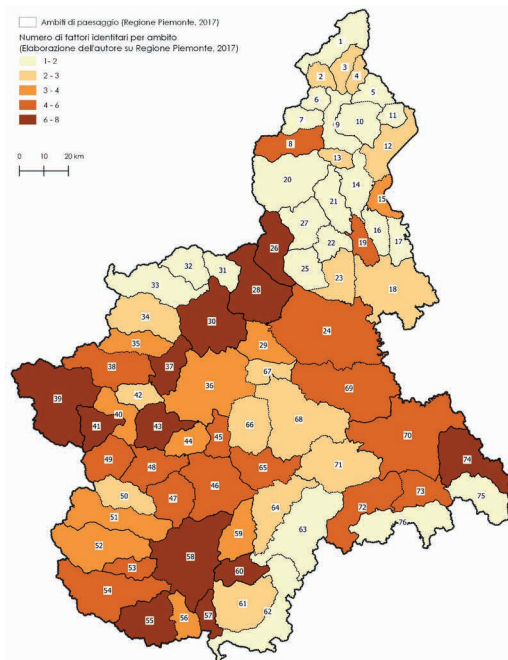 Ambiti di paesaggio (Regione Piemonte, 2017)
Numero di fattori identitari per ambito
(Elaborazione dell'autore su Regione Piemonte, 2017)
1 - 2
2 - 3
3 - 4
4 - 6
6 - 8
0 10 20 km
1
3
2 4
5
6
7 9 10 11
8 13 12
20 14
21 15
27 16
26 22 19 17
32 31 25 23
33 28 18
34 30
35 29 24
38 37 67
39 36 69
42
40
41 43 66 68
44 45 70
49 48 65 71 74
46 73
50 47 72 75
51 64 63 76
52 59
58
53 60
54 61
55 56 57 62